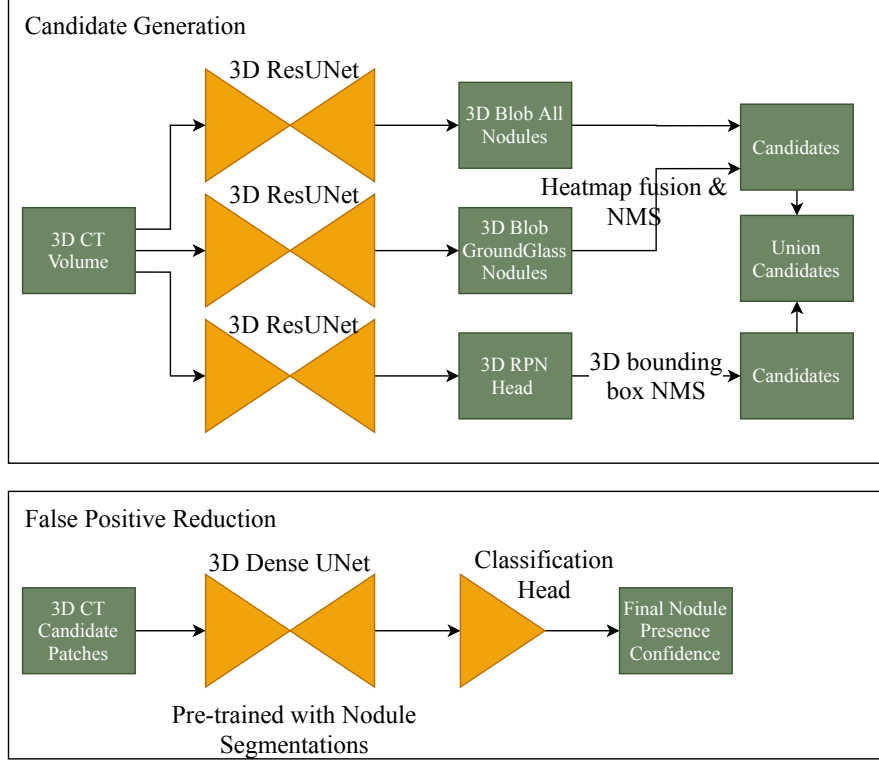 Candidate Generation
3D ResUNet
3D Blob All
Nodules
Candidates
3D ResUNet
Heatmap fusion &
NMS
3D CT
Volume
3D Blob
GroundGlass
Nodules
Union
Candidates
3D ResUNet
3D RPN
Head
3D bounding
box NMS
Candidates
False Positive Reduction
3D Dense UNet
Classification
Head
3D CT
Candidate
Patches
Final Nodule
Presence
Confidence
Pre-trained with Nodule
Segmentations